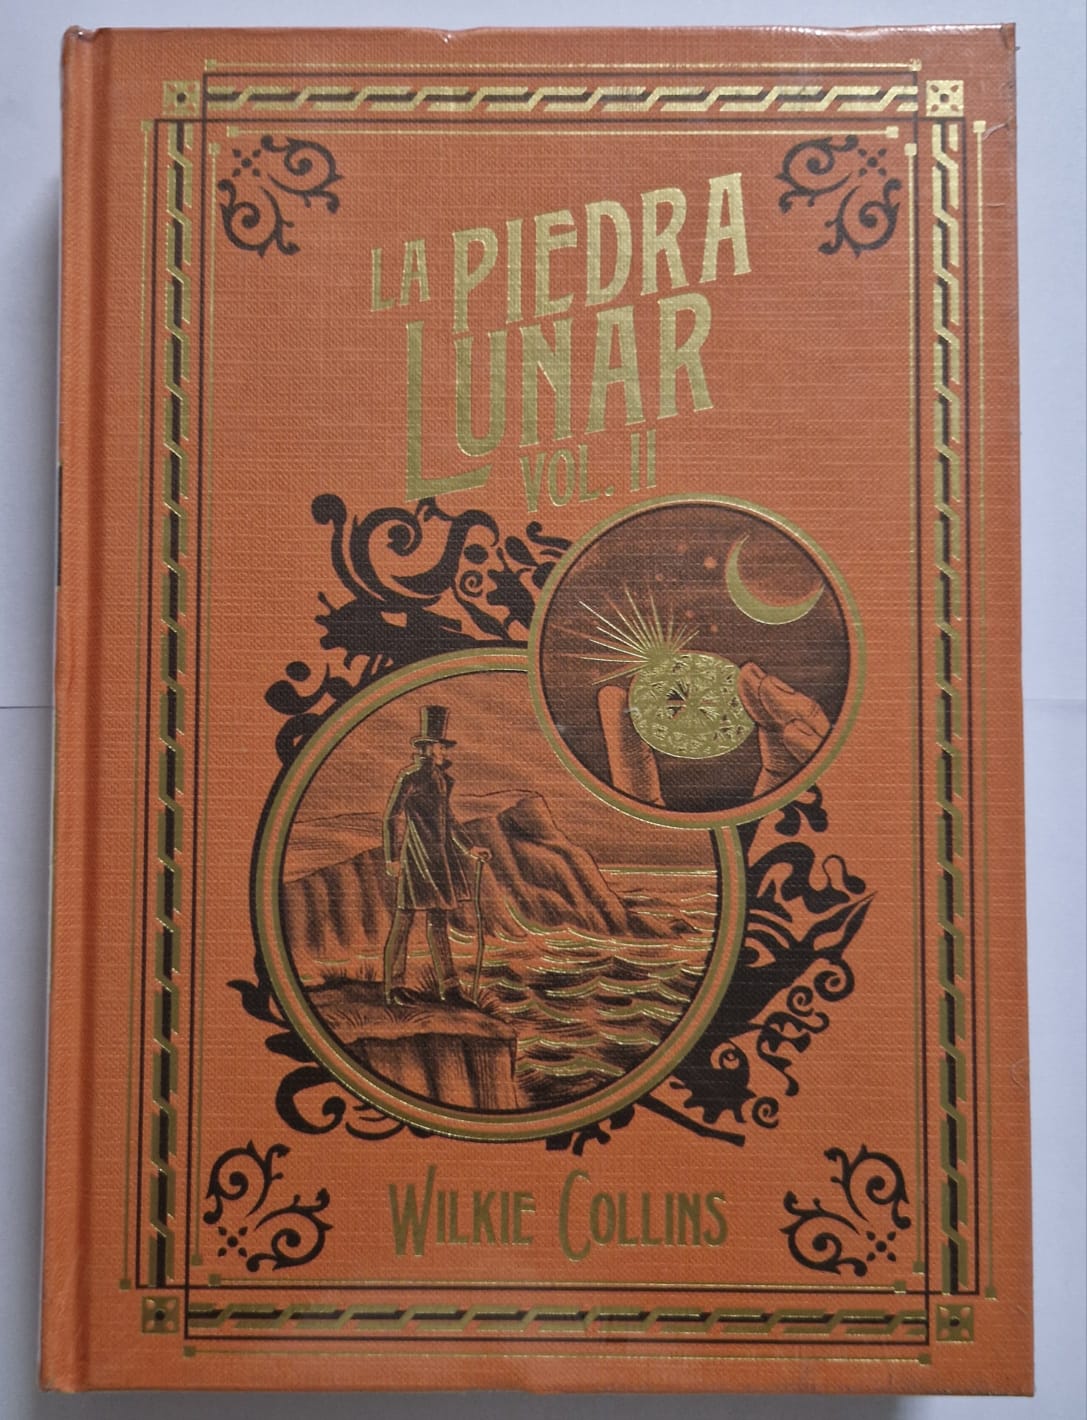 LA PIEDRA
LUNAR
VOL. II
WILKIE COLLINS